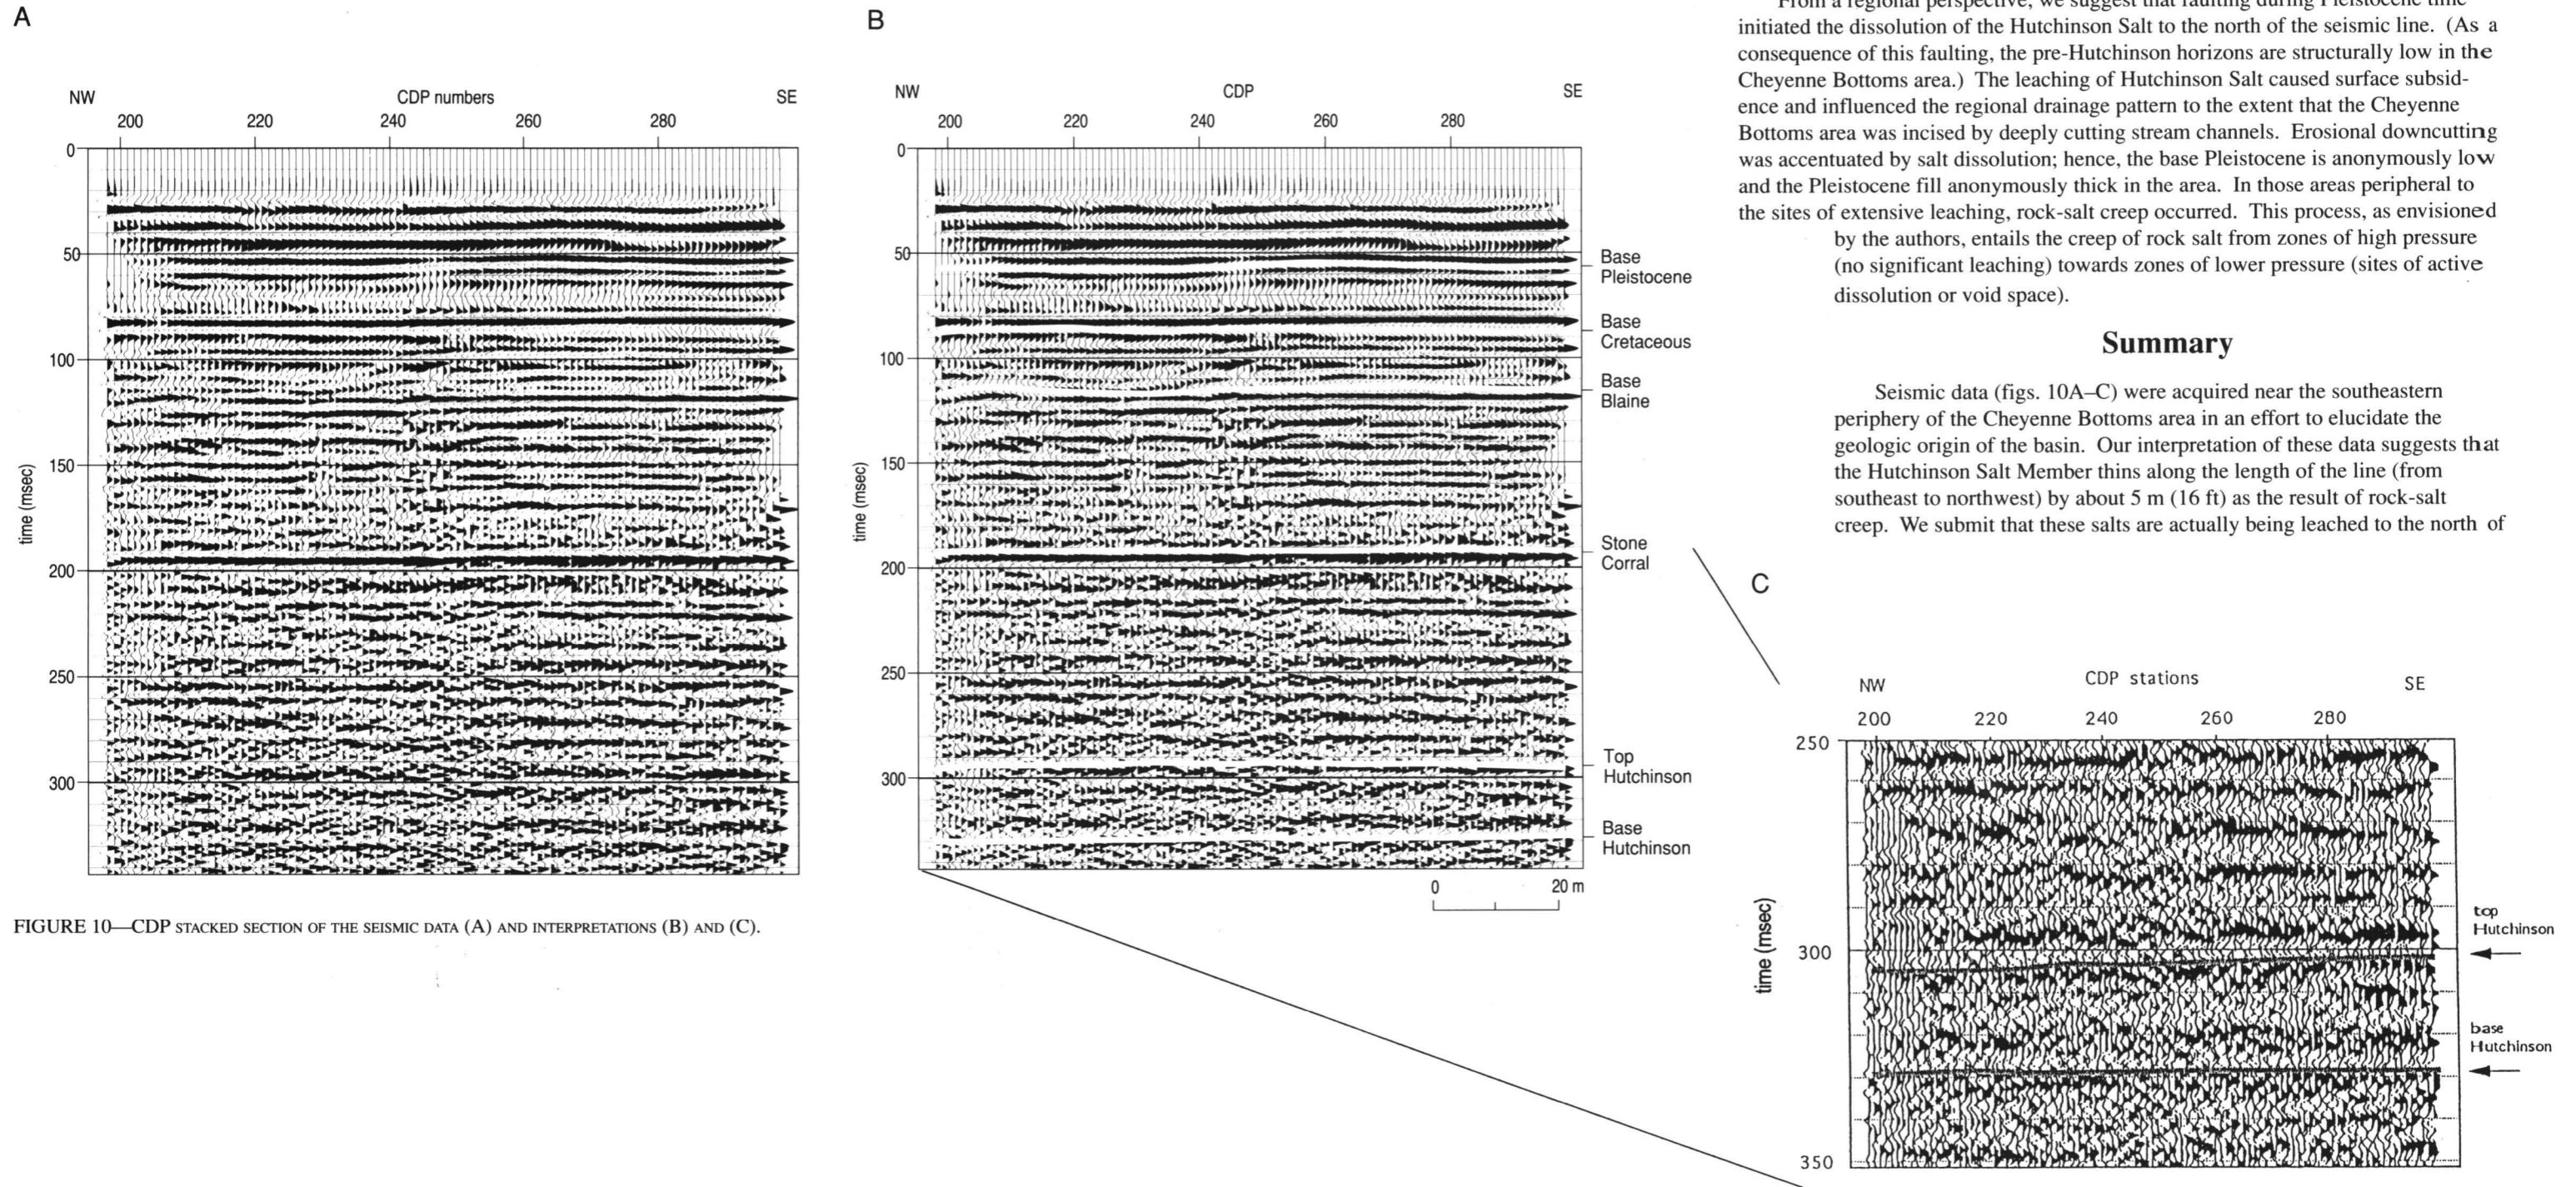 A
NW CDP numbers SE
200 220 240 260 280
0
50
100
150
200
250
300
time (msec)
FIGURE 10—CDP STACKED SECTION OF THE SEISMIC DATA (A) AND INTERPRETATIONS (B) AND (C).
B
NW CDP SE
200 220 240 260 280
0
50
100
150
200
250
300
time (msec)
Base
Pleistocene
Base
Cretaceous
Base
Blaine
Stone
Corral
Top
Hutchinson
Base
Hutchinson
0 20 m
initiated the dissolution of the Hutchinson Salt to the north of the seismic line. (As a
consequence of this faulting, the pre-Hutchinson horizons are structurally low in the
Cheyenne Bottoms area.) The leaching of Hutchinson Salt caused surface subsid-
ence and influenced the regional drainage pattern to the extent that the Cheyenne
Bottoms area was incised by deeply cutting stream channels. Erosional downcutting
was accentuated by salt dissolution; hence, the base Pleistocene is anonymously low
and the Pleistocene fill anonymously thick in the area. In those areas peripheral to
the sites of extensive leaching, rock-salt creep occurred. This process, as envisioned
by the authors, entails the creep of rock salt from zones of high pressure
(no significant leaching) towards zones of lower pressure (sites of active
dissolution or void space).
Summary
Seismic data (figs. 10A–C) were acquired near the southeastern
periphery of the Cheyenne Bottoms area in an effort to elucidate the
geologic origin of the basin. Our interpretation of these data suggests that
the Hutchinson Salt Member thins along the length of the line (from
southeast to northwest) by about 5 m (16 ft) as the result of rock-salt
creep. We submit that these salts are actually being leached to the north of
C
NW CDP stations SE
200 220 240 260 280
250
300
350
time (msec)
top
Hutchinson
base
Hutchinson